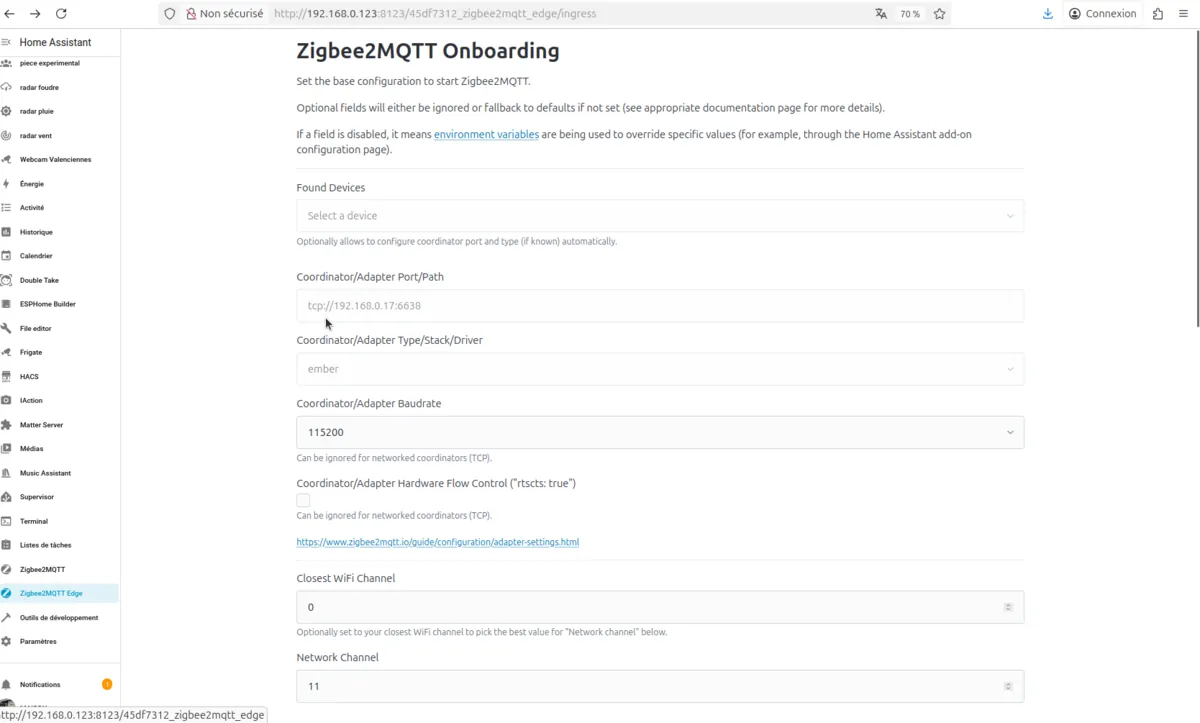 Non sécurisé
http://192.168.0.123:8123/45df7312_zigbee2mqtt_edge/ingress
70 %
Connexion
Home Assistant
piece experimental
radar foudre
radar pluie
radar vent
Webcam Valenciennes
Énergie
Activité
Historique
Calendrier
Double Take
ESPHome Builder
File editor
Frigate
HACS
IAction
Matter Server
Médias
Music Assistant
Supervisor
Terminal
Listes de tâches
Zigbee2MQTT
Zigbee2MQTT Edge
Outils de développement
Paramètres
Notifications
1
ttp://192.168.0.123:8123/45df7312_zigbee2mqtt_edge
Zigbee2MQTT Onboarding
Set the base configuration to start Zigbee2MQTT.
Optional fields will either be ignored or fallback to defaults if not set (see appropriate documentation page for more details).
If a field is disabled, it means environment variables are being used to override specific values (for example, through the Home Assistant add-on
configuration page).
Found Devices
Select a device
Optionally allows to configure coordinator port and type (if known) automatically.
Coordinator/Adapter Port/Path
tcp://192.168.0.17:6638
Coordinator/Adapter Type/Stack/Driver
ember
Coordinator/Adapter Baudrate
115200
Can be ignored for networked coordinators (TCP).
Coordinator/Adapter Hardware Flow Control ("rtscts: true")
Can be ignored for networked coordinators (TCP).
https://www.zigbee2mqtt.io/guide/configuration/adapter-settings.html
Closest WiFi Channel
0
Optionally set to your closest WiFi channel to pick the best value for "Network channel" below.
Network Channel
11